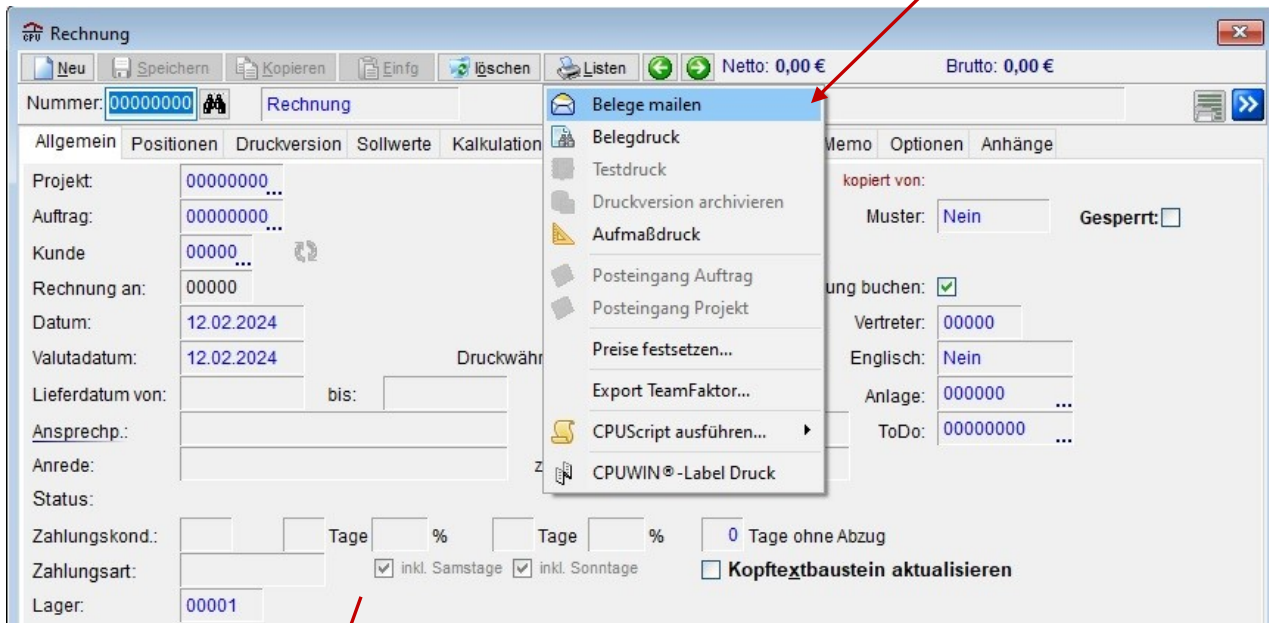 CPU Rechnung
Neu Speichern Kopieren Einfg löschen Listen Netto: 0,00 € Brutto: 0,00 €
Nummer: 00000000 Rechnung
Belege mailen
Allgemein Positionen Druckversion Sollwerte Kalkulation Memo Optionen Anhänge
Belegdruck
Testdruck
Druckversion archivieren
Aufmaßdruck
Posteingang Auftrag
Posteingang Projekt
Preise festsetzen...
Export TeamFaktor...
CPUScript ausführen...
CPUWIN®-Label Druck
Projekt: 00000000... kopiert von:
Auftrag: 00000000... Muster: Nein Gesperrt:
Kunde 00000...
Rechnung an: 00000 ung buchen:
Datum: 12.02.2024 Vertreter: 00000
Valutadatum: 12.02.2024 Druckwähr Englisch: Nein
Lieferdatum von: bis: Anlage: 000000 ...
Ansprechp.: ToDo: 00000000 ...
Anrede: z
Status:
Zahlungskond.: Tage % Tage % 0 Tage ohne Abzug
Zahlungsart: inkl. Samstage inkl. Sonntage Kopftextbaustein aktualisieren
Lager: 00001